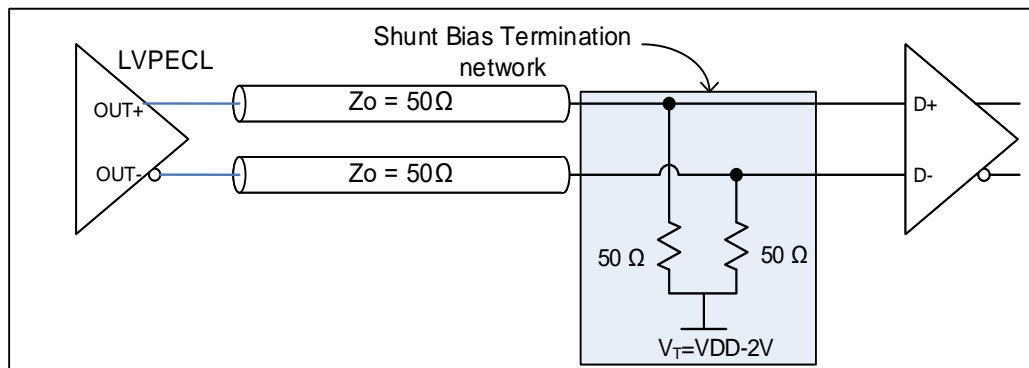 Shunt Bias Termination
network
LVPECL
OUT+
Zo = 50Ω
D+
OUT-
Zo = 50Ω
D-
50 Ω
50 Ω
VT=VDD-2V